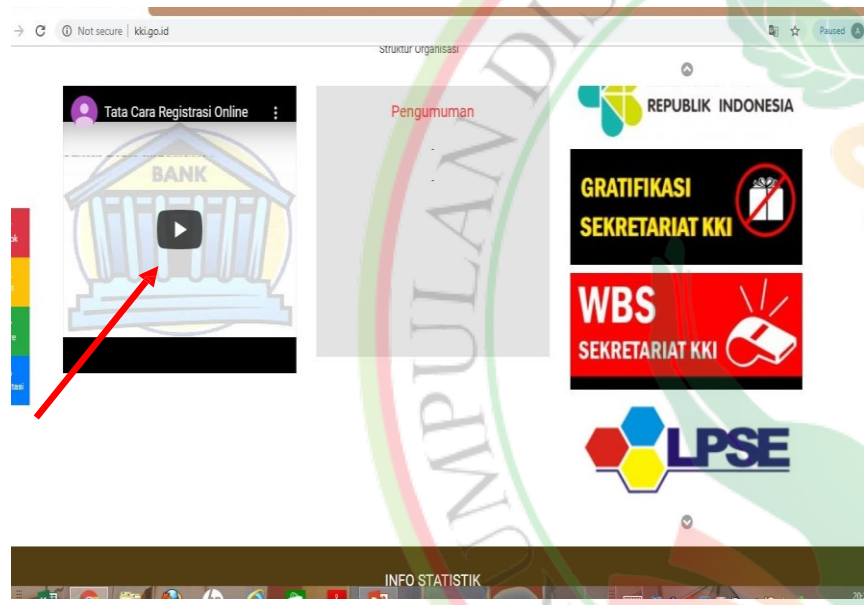 Not secure
kki.go.id
Paused
Struktur Organisasi
Tata Cara Registrasi Online
BANK
Pengumuman
-
-
REPUBLIK INDONESIA
GRATIFIKASI
SEKRETARIAT KKI
WBS
SEKRETARIAT KKI
LPSE
INFO STATISTIK